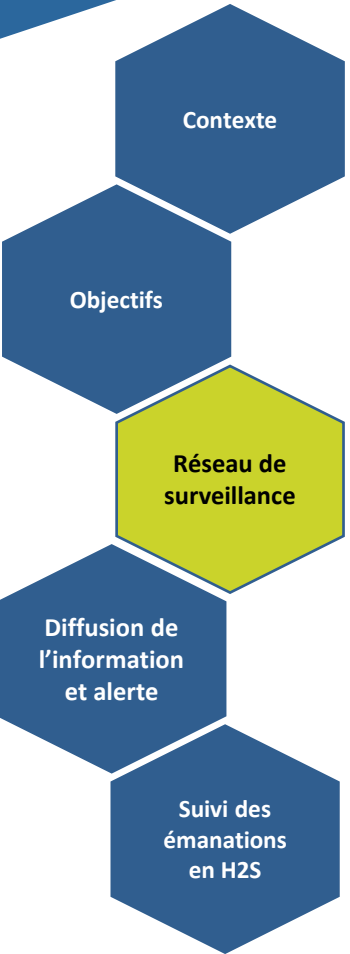 Contexte
Objectifs
Réseau de
surveillance
Diffusion de
l’information
et alerte
Suivi des
émanations
en H2S